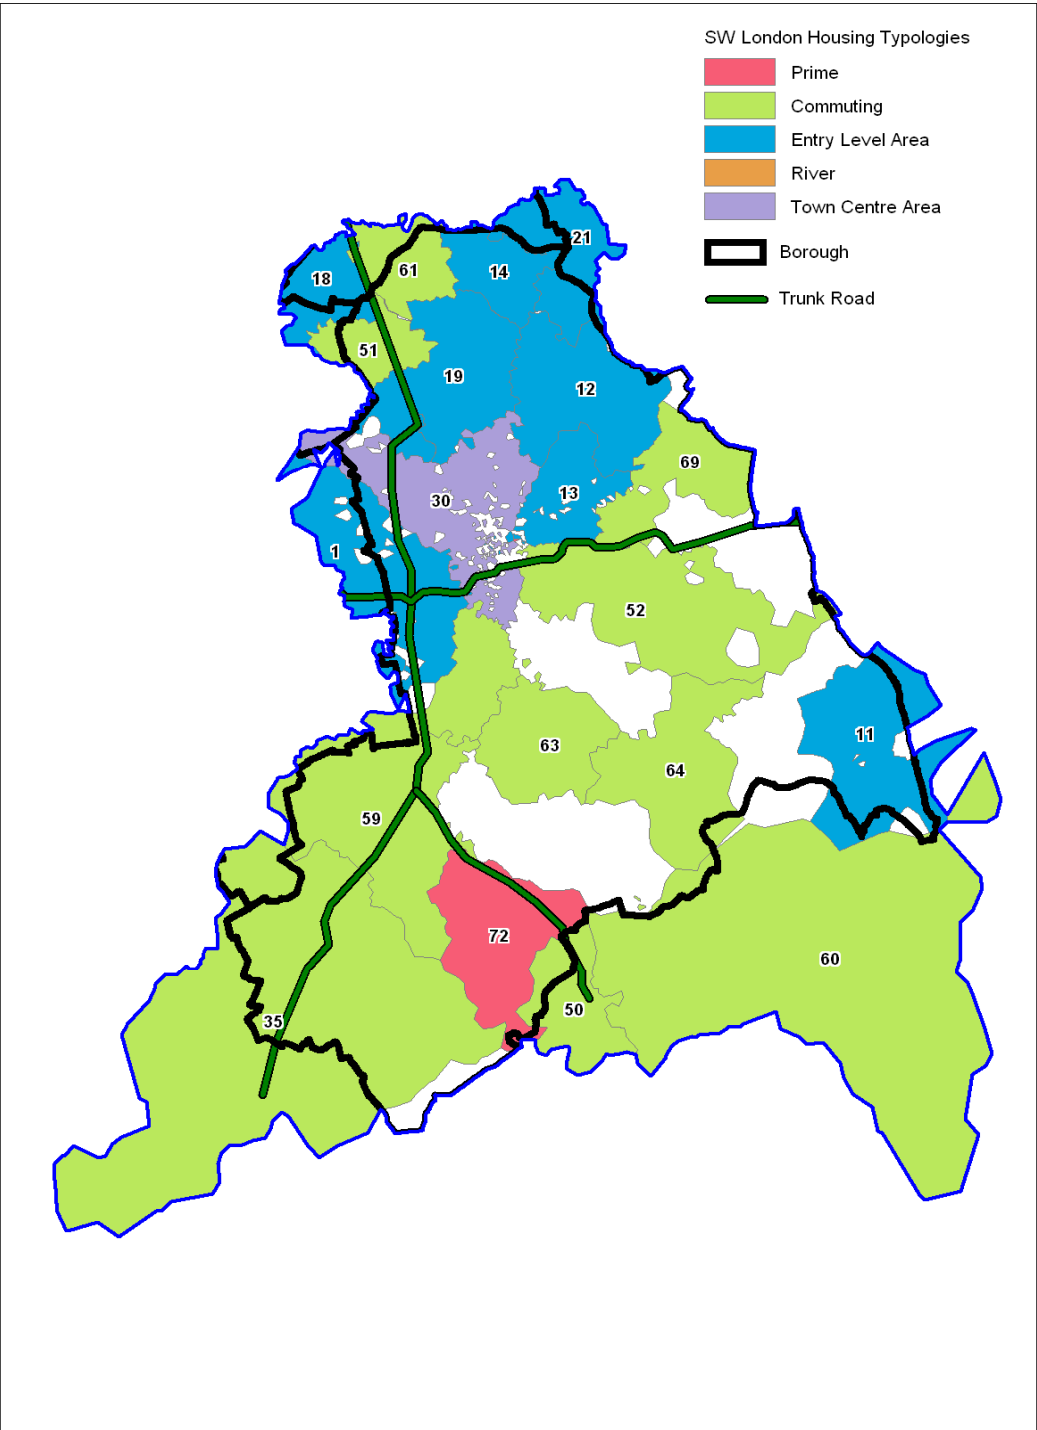 SW London Housing Typologies
Prime
Commuting
Entry Level Area
River
Town Centre Area
Borough
Trunk Road
21
18
61
14
51
19
12
69
30
13
1
52
11
63
64
59
72
60
50
35